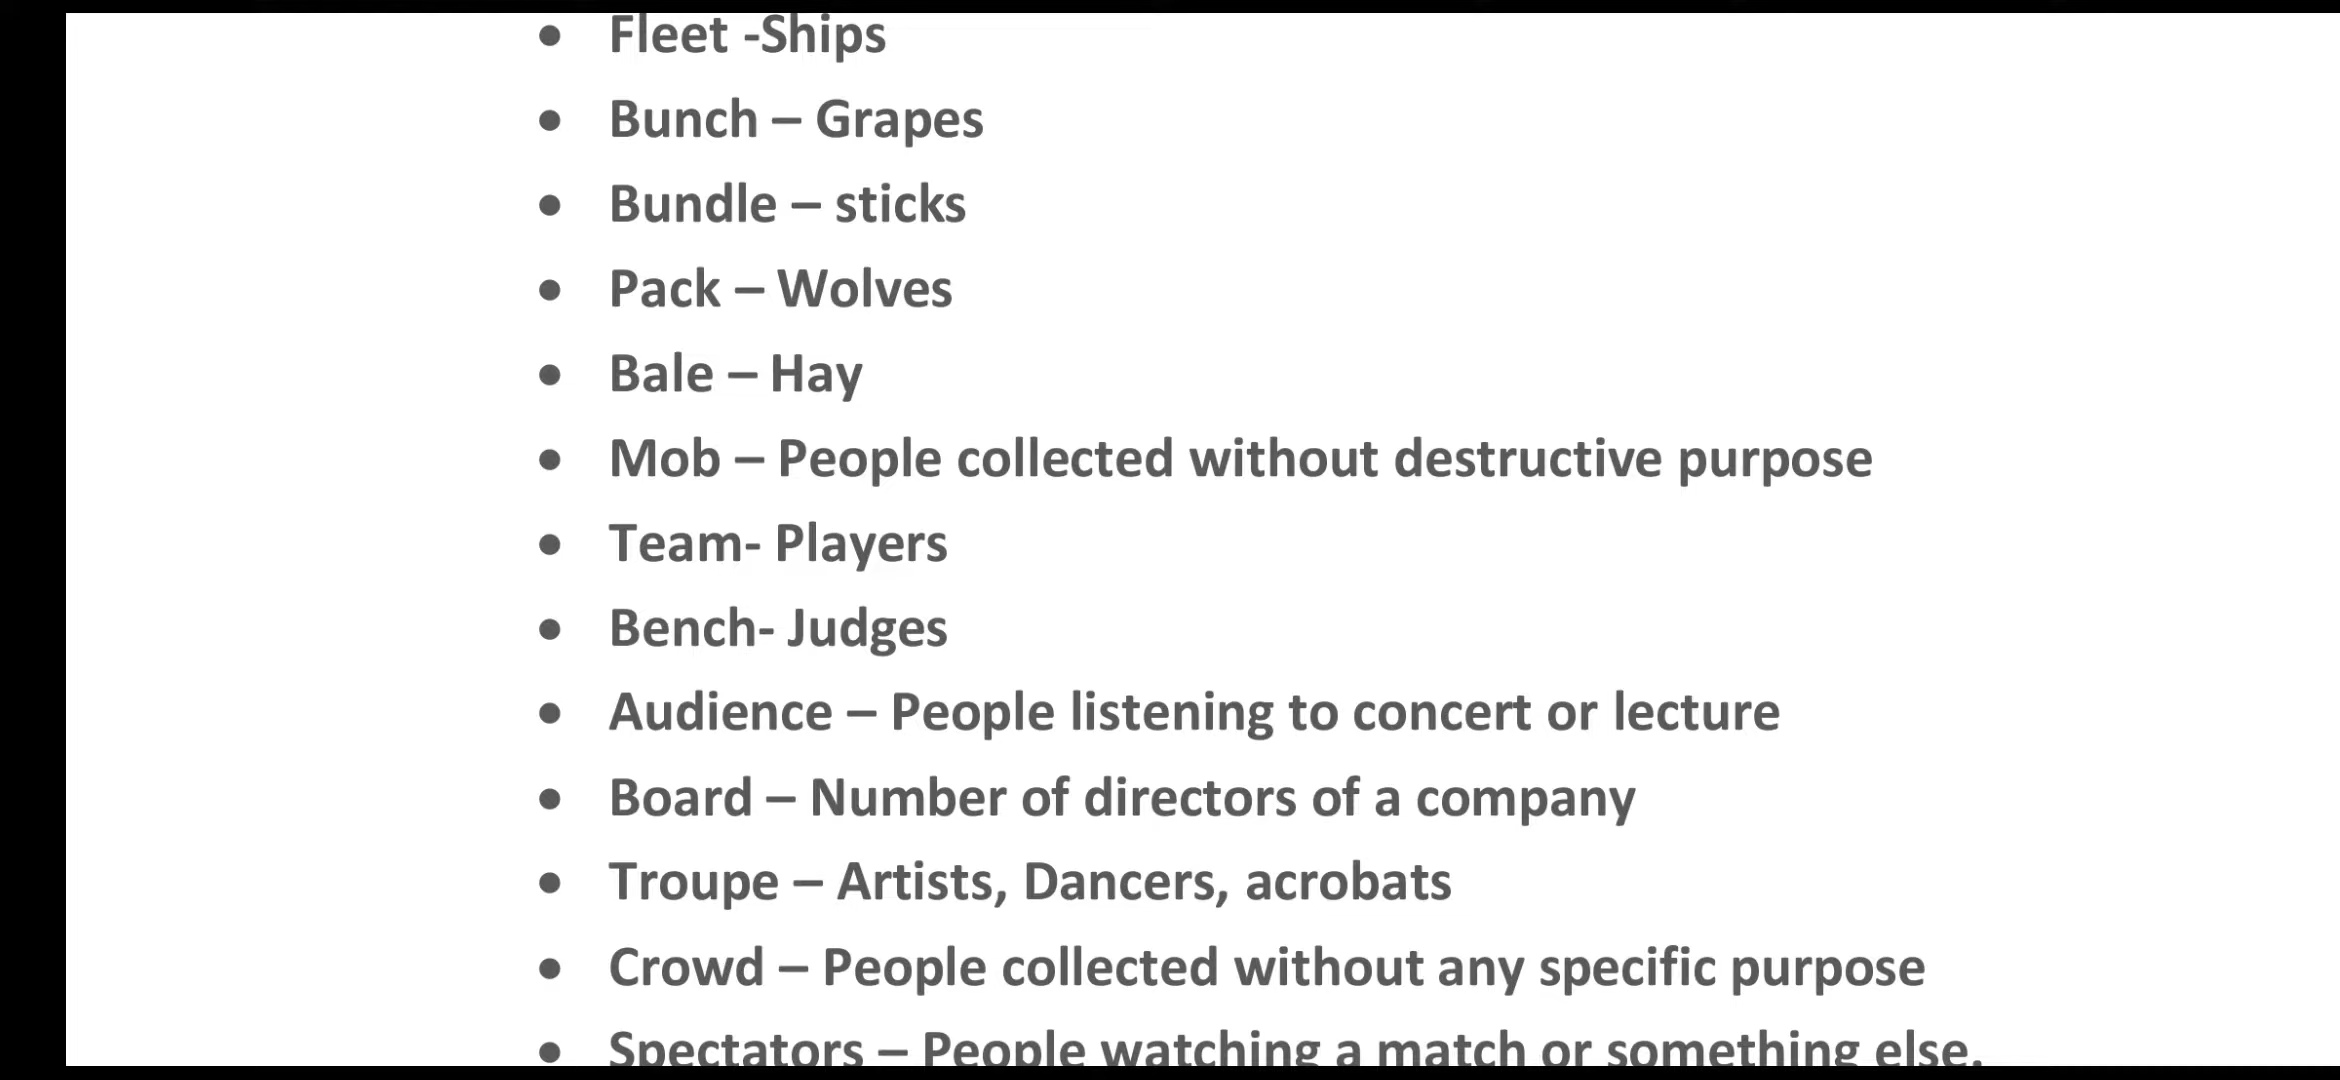 • Fleet -Ships
• Bunch – Grapes
• Bundle – sticks
• Pack – Wolves
• Bale – Hay
• Mob – People collected without destructive purpose
• Team- Players
• Bench- Judges
• Audience – People listening to concert or lecture
• Board – Number of directors of a company
• Troupe – Artists, Dancers, acrobats
• Crowd – People collected without any specific purpose
• Spectators – People watching a match or something else.